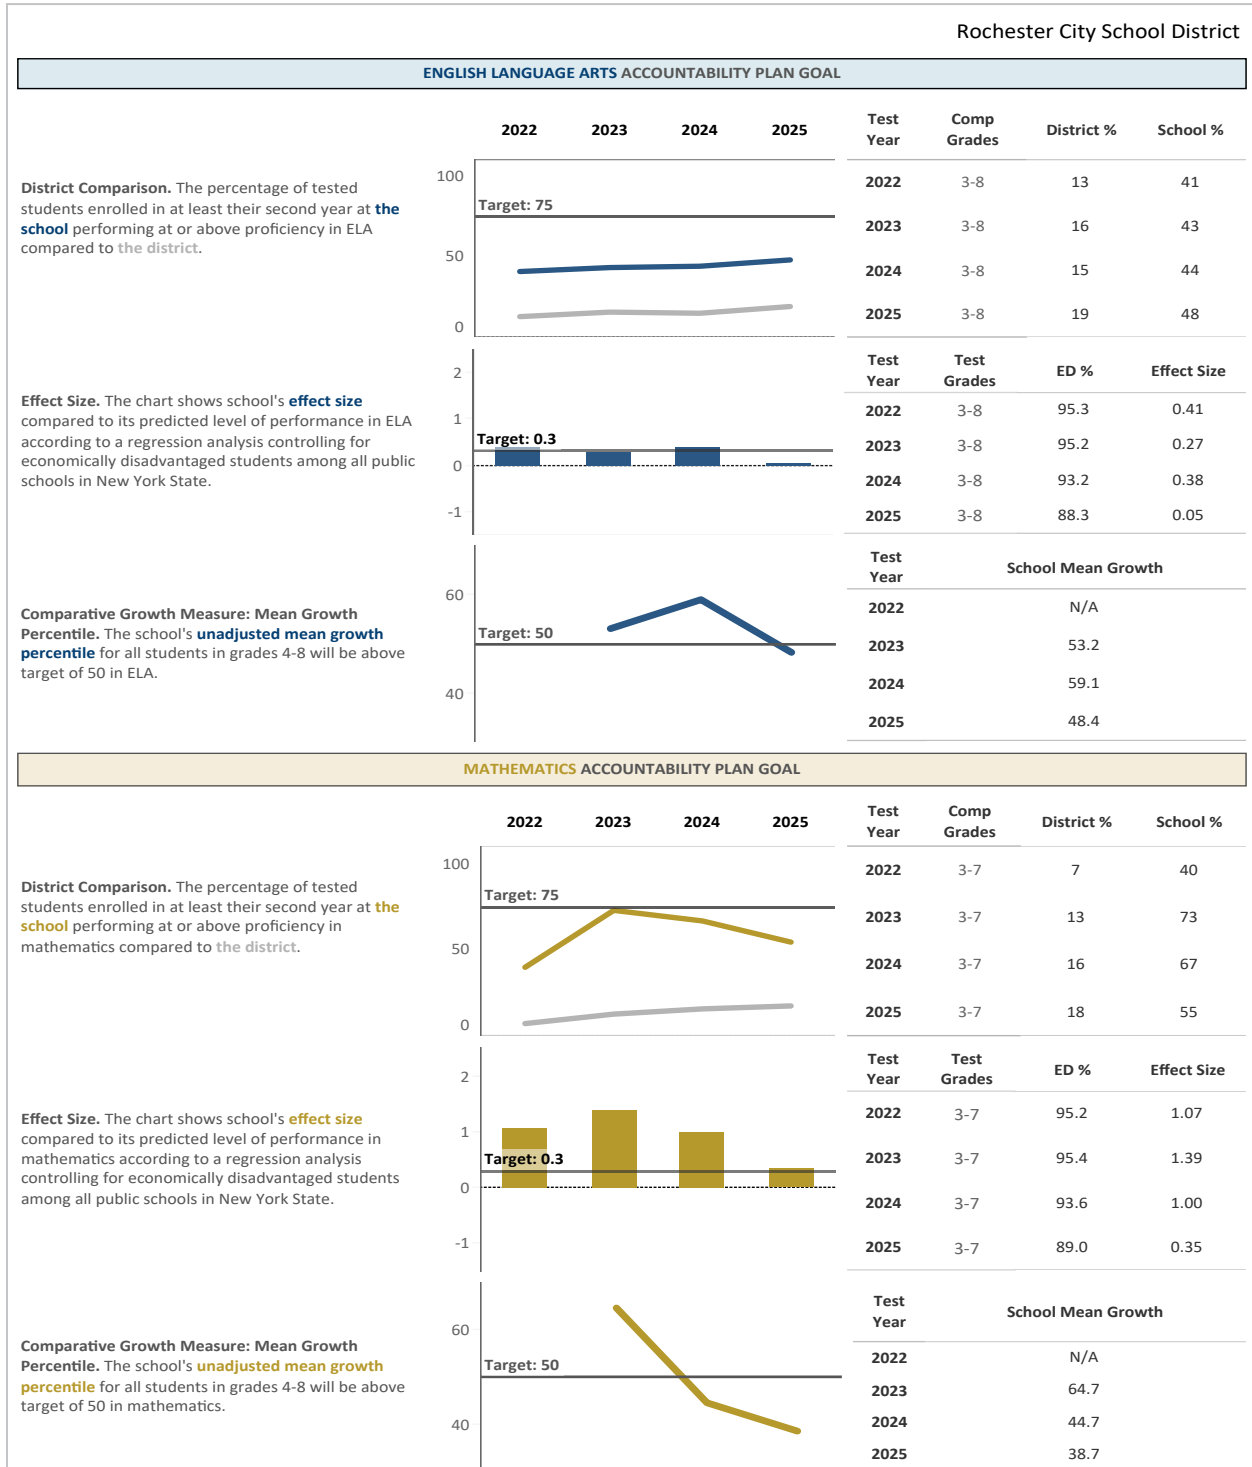 Rochester City School District
ENGLISH LANGUAGE ARTS ACCOUNTABILITY PLAN GOAL
District Comparison. The percentage of tested
students enrolled in at least their second year at the
school performing at or above proficiency in ELA
compared to the district.
2022 2023 2024 2025
100
Target: 75
50
0
Test Year Comp Grades District % School %
2022 3-8 13 41
2023 3-8 16 43
2024 3-8 15 44
2025 3-8 19 48
Effect Size. The chart shows school's effect size
compared to its predicted level of performance in ELA
according to a regression analysis controlling for
economically disadvantaged students among all public
schools in New York State.
2
1
Target: 0.3
0
-1
Test Year Test Grades ED % Effect Size
2022 3-8 95.3 0.41
2023 3-8 95.2 0.27
2024 3-8 93.2 0.38
2025 3-8 88.3 0.05
Comparative Growth Measure: Mean Growth
Percentile. The school's unadjusted mean growth
percentile for all students in grades 4-8 will be above
target of 50 in ELA.
60
Target: 50
40
Test Year School Mean Growth
2022 N/A
2023 53.2
2024 59.1
2025 48.4
MATHEMATICS ACCOUNTABILITY PLAN GOAL
District Comparison. The percentage of tested
students enrolled in at least their second year at the
school performing at or above proficiency in
mathematics compared to the district.
2022 2023 2024 2025
100
Target: 75
50
0
Test Year Comp Grades District % School %
2022 3-7 7 40
2023 3-7 13 73
2024 3-7 16 67
2025 3-7 18 55
Effect Size. The chart shows school's effect size
compared to its predicted level of performance in
mathematics according to a regression analysis
controlling for economically disadvantaged students
among all public schools in New York State.
2
1
Target: 0.3
0
-1
Test Year Test Grades ED % Effect Size
2022 3-7 95.2 1.07
2023 3-7 95.4 1.39
2024 3-7 93.6 1.00
2025 3-7 89.0 0.35
Comparative Growth Measure: Mean Growth
Percentile. The school's unadjusted mean growth
percentile for all students in grades 4-8 will be above
target of 50 in mathematics.
60
Target: 50
40
Test Year School Mean Growth
2022 N/A
2023 64.7
2024 44.7
2025 38.7